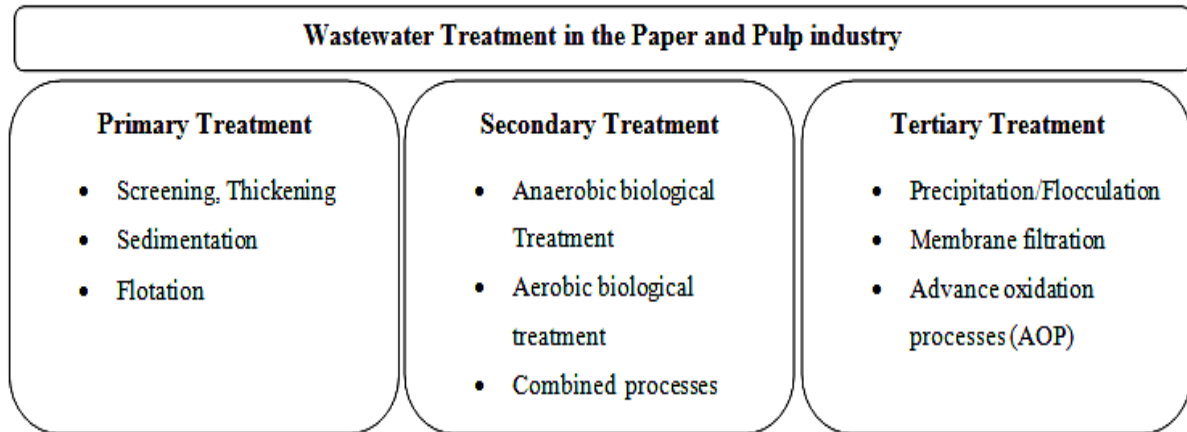 Wastewater Treatment in the Paper and Pulp industry
Primary Treatment
• Screening, Thickening
• Sedimentation
• Flotation
Secondary Treatment
• Anaerobic biological
Treatment
• Aerobic biological
treatment
• Combined processes
Tertiary Treatment
• Precipitation/Flocculation
• Membrane filtration
• Advance oxidation
processes (AOP)